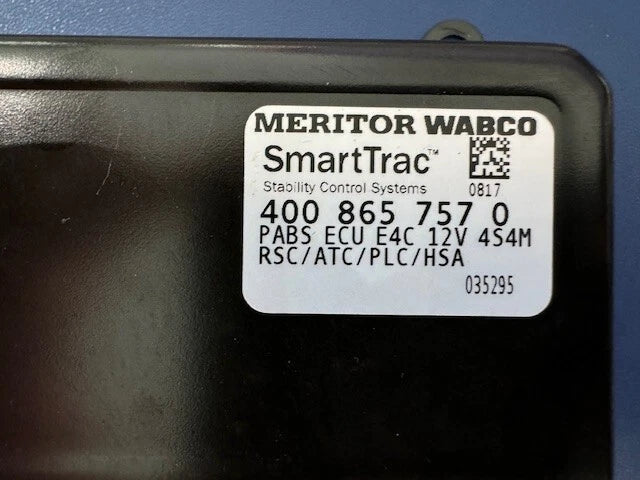 MERITOR WABCO
SmartTrac™
Stability Control Systems
0817
400 865 757 0
PABS ECU E4C 12V 4S4M
RSC/ATC/PLC/HSA
035295